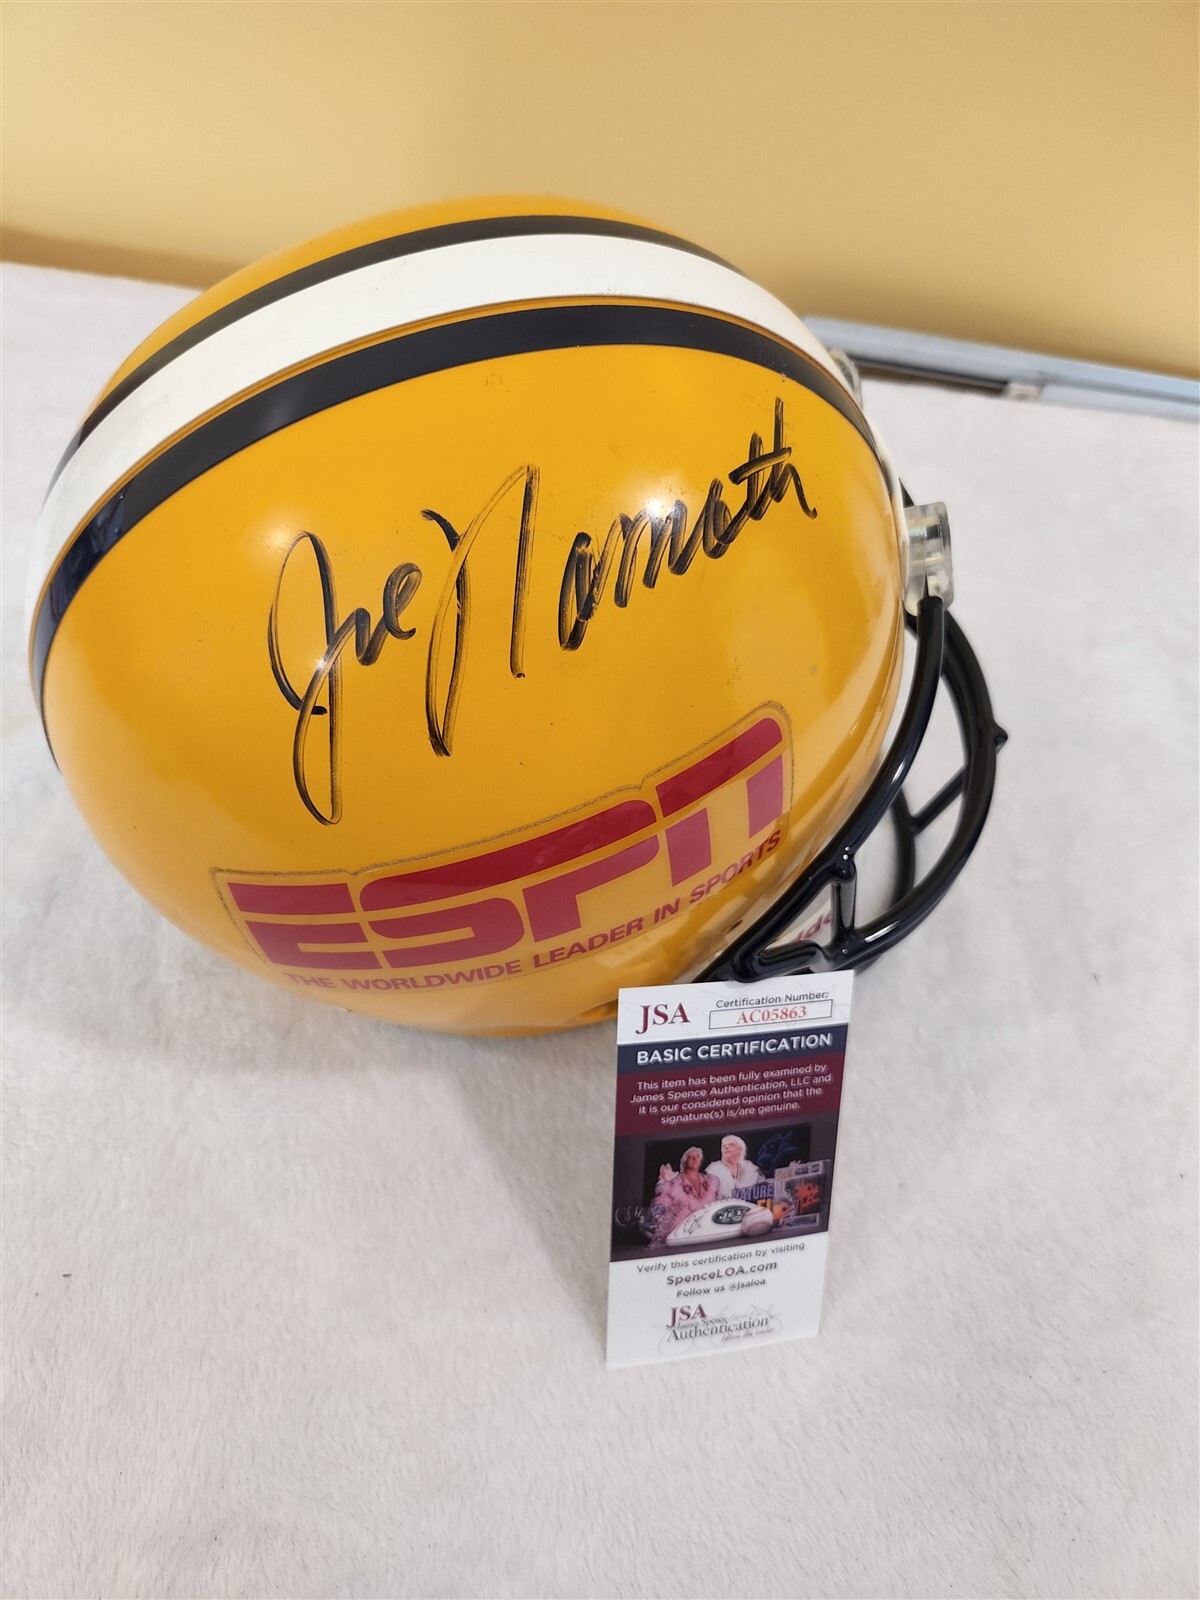 Joe Namath
ESPN
THE WORLDWIDE LEADER IN SPORTS
JSA
Certification Number:
AC05863
BASIC CERTIFICATION
This item has been fully examined by
James Spence Authentication, LLC and
it is our considered opinion that the
signature(s) is/are genuine.
JETS
Verify this certification by visiting
SpenceLOA.com
Follow us @jsaloa
JSA
James Spence
Authentication